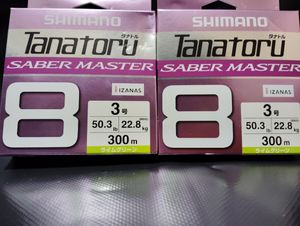 SHIMANO
Tanatoru
タナトル
SABER MASTER
8
IZANAS
3号
50.3lb 22.8kg
300m
ライムグリーン
SHIMANO
Tanatoru
タナトル
SABER MASTER
8
IZANAS
3号
50.3lb 22.8kg
300m
ライムグリーン